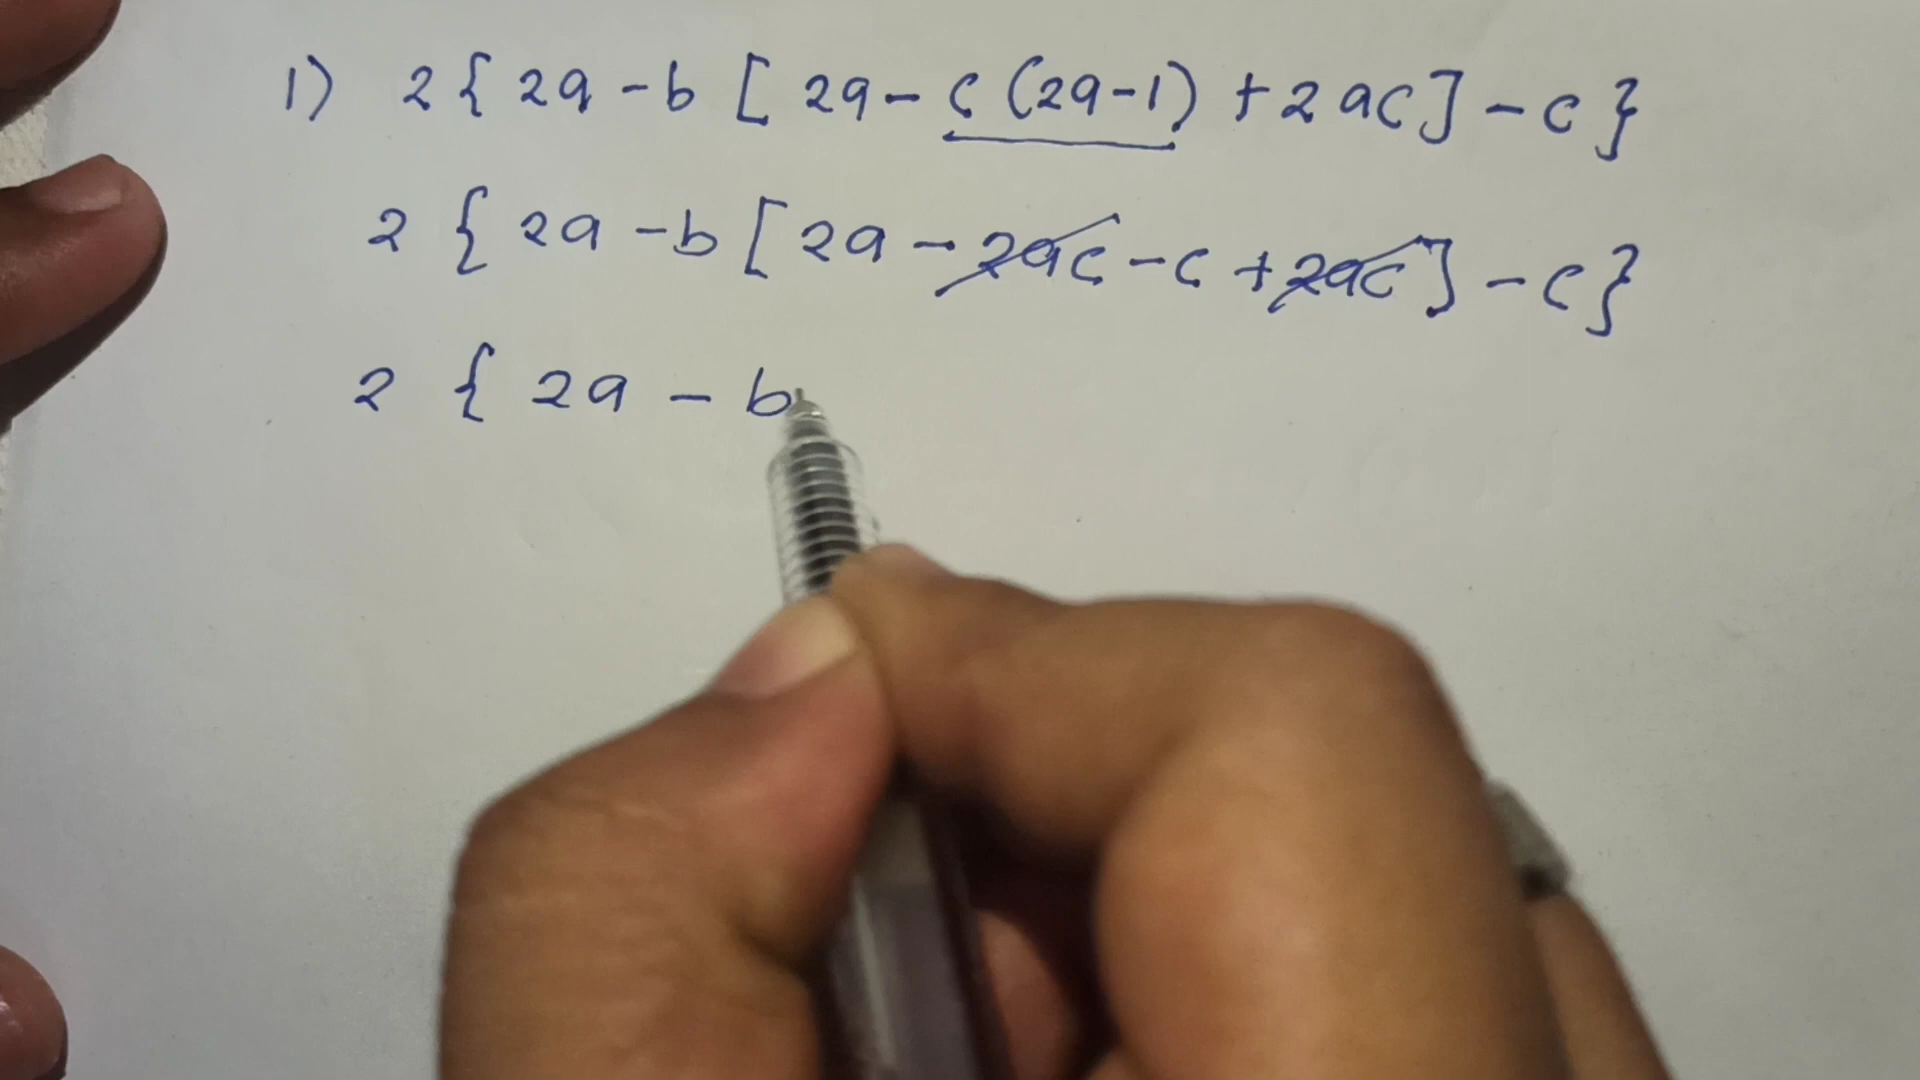 1) 2 { 2a - b [ 2a - c (2a - 1) + 2ac ] - c }
2 { 2a - b [ 2a - 2ac - c + 2ac ] - c }
2 { 2a - b